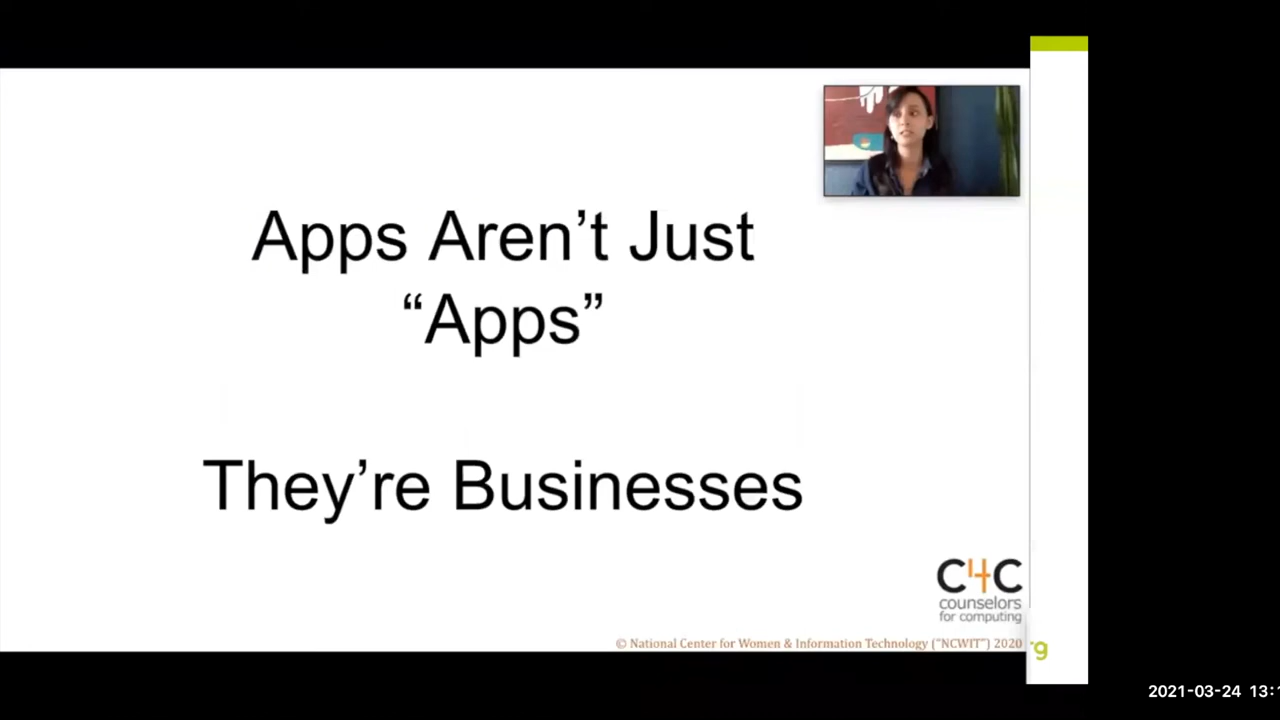 Apps Aren’t Just
“Apps”
They’re Businesses
C4C
counselors
for computing
© National Center for Women & Information Technology (“NCWIT”) 2020
rg
2021-03-24 13:1